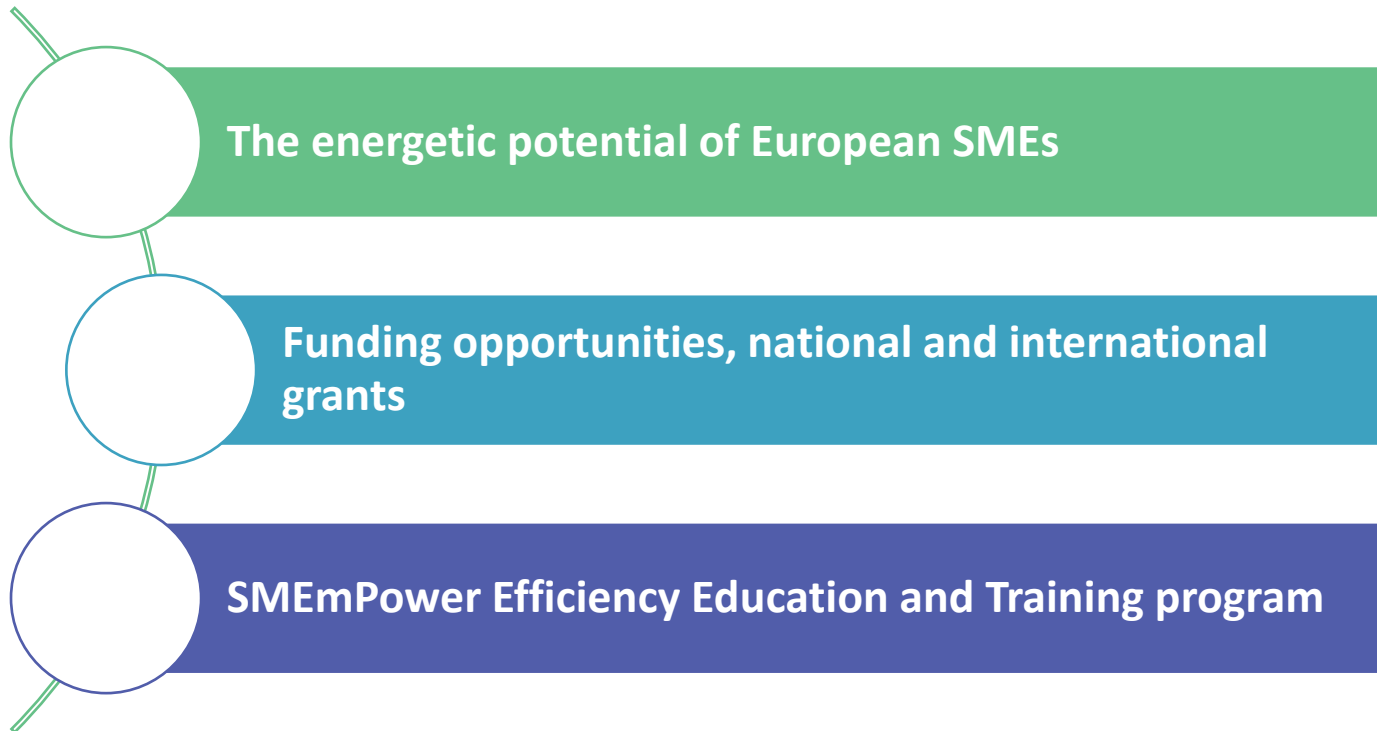 The energetic potential of European SMEs
Funding opportunities, national and international
grants
SMEmPower Efficiency Education and Training program